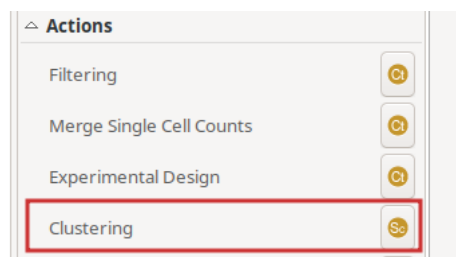 Actions
Filtering Ct
Merge Single Cell Counts Ct
Experimental Design Ct
Clustering Sc